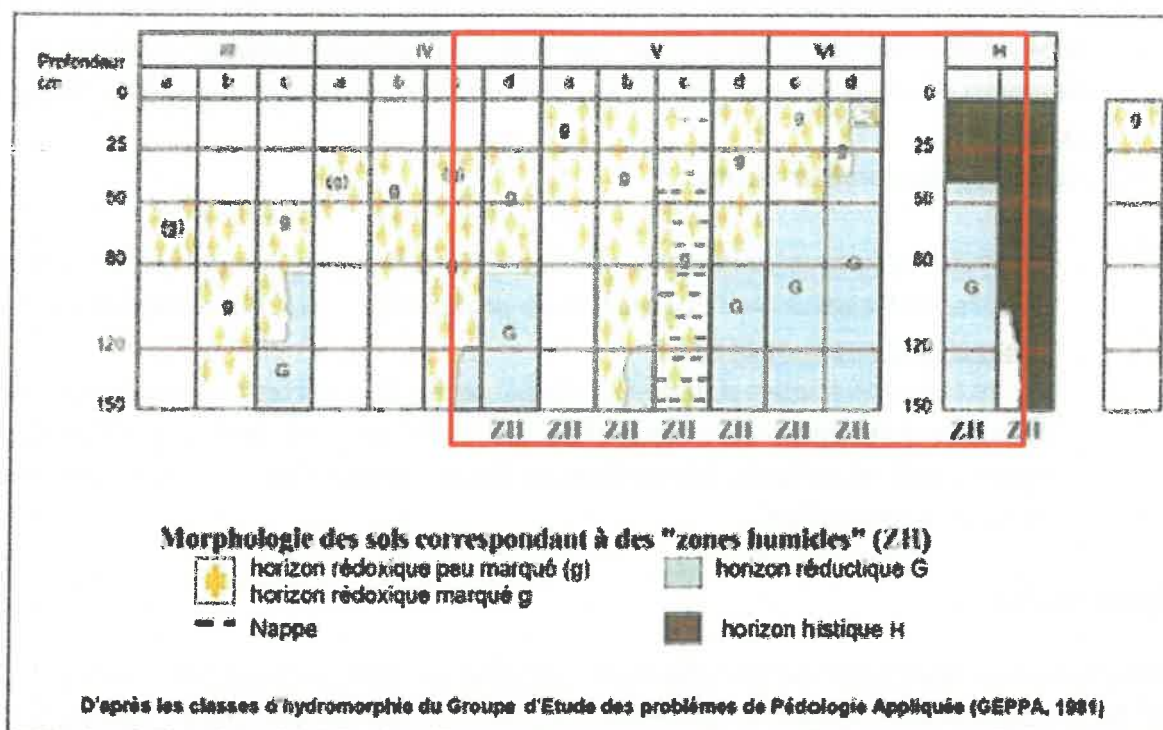 III IV V VI H
Profondeur
cm a b c a b c d a b c d c d
0 0
g g g
25 25
(g) g (g) g g g g
50 50
(g) g
80 80
g g G G G G G
120 120
G G
150 150
ZH ZH ZH ZH ZH ZH ZH ZH ZH
Morphologie des sols correspondant à des "zones humides" (ZH)
horizon rédoxique peu marqué (g) horizon réductique G
horizon rédoxique marqué g
Nappe horizon histique H
D'après les classes d'hydromorphie du Groupe d'Etude des problèmes de Pédologie Appliquée (GEPPA, 1981)